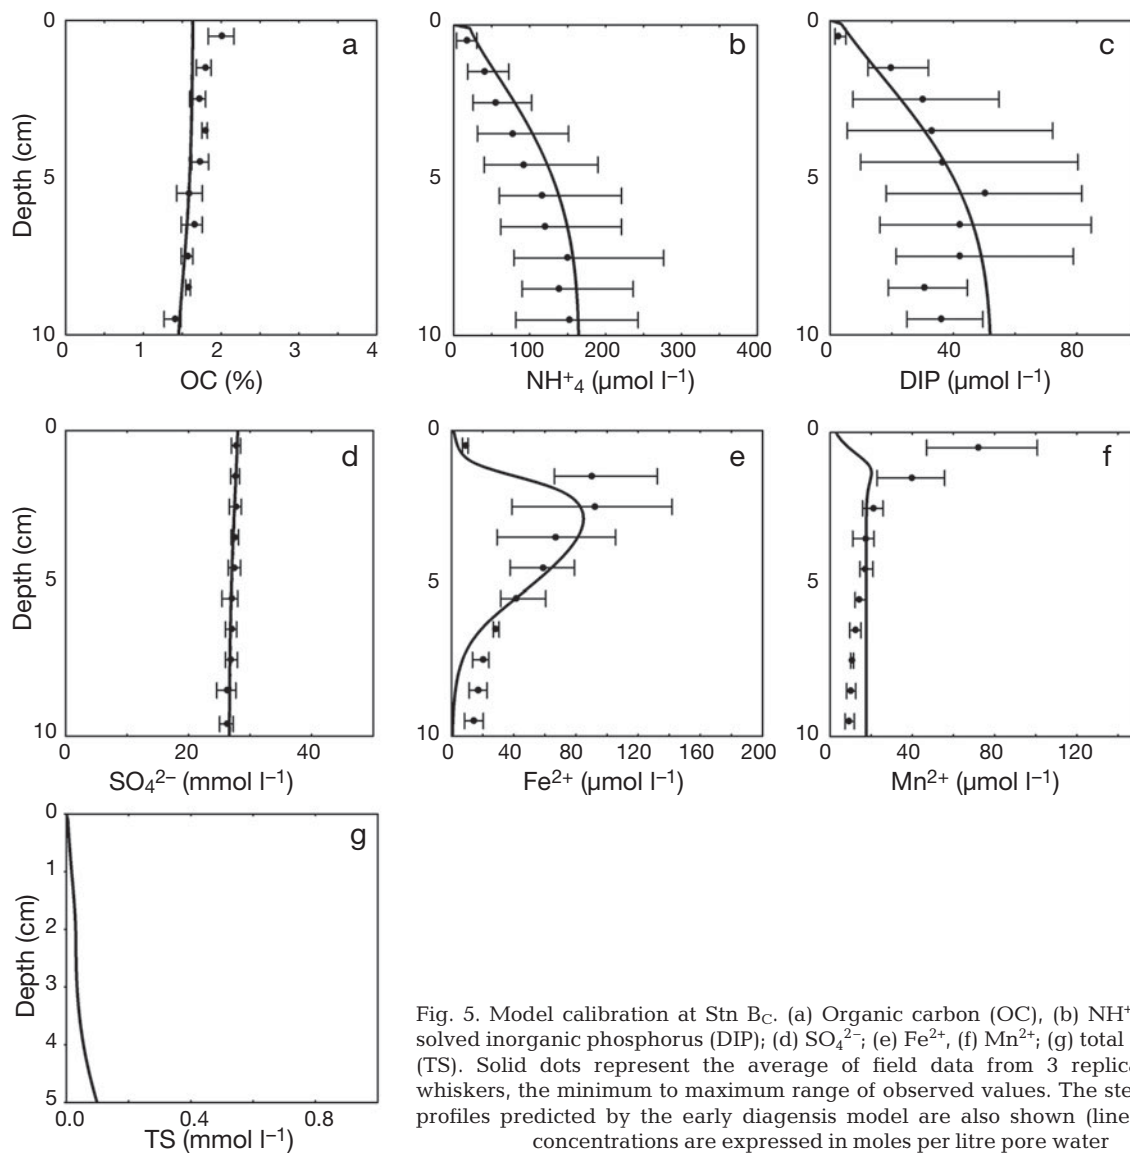 0
a
Depth (cm)
5
10
0 1 2 3 4
OC (%)
0
b
5
10
0 100 200 300 400
NH⁺₄ (µmol l⁻¹)
0
c
5
10
0 40 80
DIP (µmol l⁻¹)
0
d
Depth (cm)
5
10
0 20 40
SO₄²⁻ (mmol l⁻¹)
0
e
5
10
0 40 80 120 160 200
Fe²⁺ (µmol l⁻¹)
0
f
5
10
0 40 80 120
Mn²⁺ (µmol l⁻¹)
0
g
1
Depth (cm)
2
3
4
5
0.0 0.4 0.8
TS (mmol l⁻¹)
Fig. 5. Model calibration at Stn B_C. (a) Organic carbon (OC), (b) NH⁺
solved inorganic phosphorus (DIP); (d) SO₄²⁻; (e) Fe²⁺, (f) Mn²⁺; (g) total
(TS). Solid dots represent the average of field data from 3 replica
whiskers, the minimum to maximum range of observed values. The ste
profiles predicted by the early diagensis model are also shown (line
concentrations are expressed in moles per litre pore water